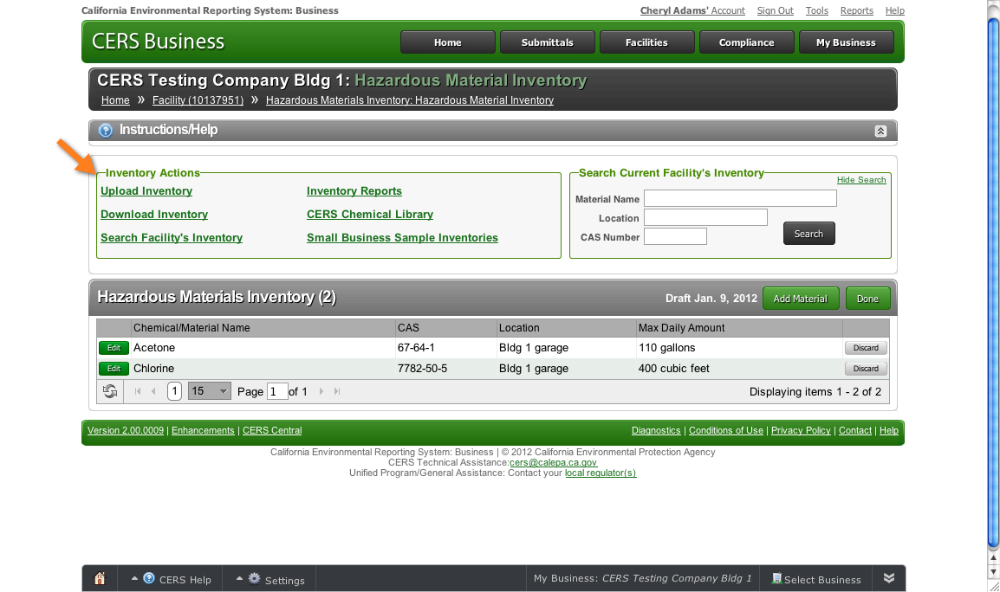 California Environmental Reporting System: Business
Cheryl Adams' Account Sign Out Tools Reports Help
CERS Business
Home Submittals Facilities Compliance My Business
CERS Testing Company Bldg 1: Hazardous Material Inventory
Home » Facility (10137951) » Hazardous Materials Inventory: Hazardous Material Inventory
Instructions/Help
Inventory Actions
Upload Inventory Inventory Reports
Download Inventory CERS Chemical Library
Search Facility's Inventory Small Business Sample Inventories
Search Current Facility's Inventory
Hide Search
Material Name
Location
CAS Number
Search
Hazardous Materials Inventory (2)
Draft Jan. 9, 2012 Add Material Done
Chemical/Material Name CAS Location Max Daily Amount
Edit Acetone 67-64-1 Bldg 1 garage 110 gallons Discard
Edit Chlorine 7782-50-5 Bldg 1 garage 400 cubic feet Discard
1 15 Page 1 of 1 Displaying items 1 - 2 of 2
Version 2.00.0009 | Enhancements | CERS Central
Diagnostics | Conditions of Use | Privacy Policy | Contact | Help
California Environmental Reporting System: Business | © 2012 California Environmental Protection Agency
CERS Technical Assistance:cers@calepa.ca.gov
Unified Program/General Assistance: Contact your local regulator(s)
CERS Help Settings My Business: CERS Testing Company Bldg 1 Select Business